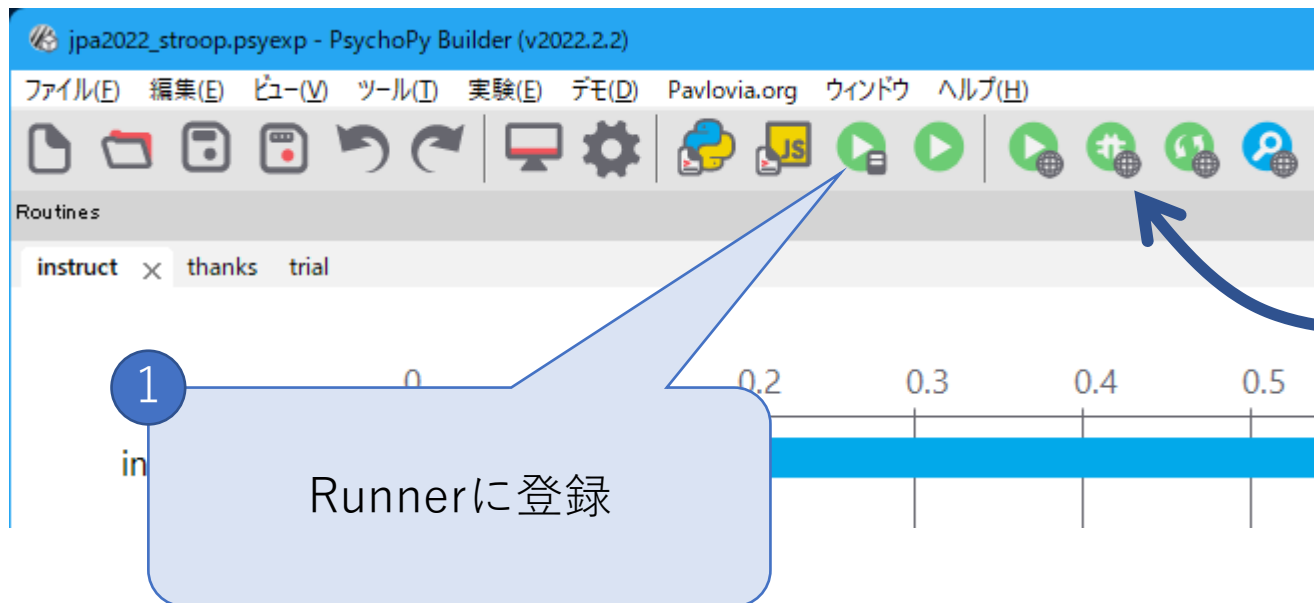 jpa2022_stroop.psyexp - PsychoPy Builder (v2022.2.2)
ファイル(F) 編集(E) ビュー(V) ツール(T) 実験(E) デモ(D) Pavlovia.org ウィンドウ ヘルプ(H)
JS
Routines
instruct × thanks trial
0 0.2 0.3 0.4 0.5
1
in
Runnerに登録